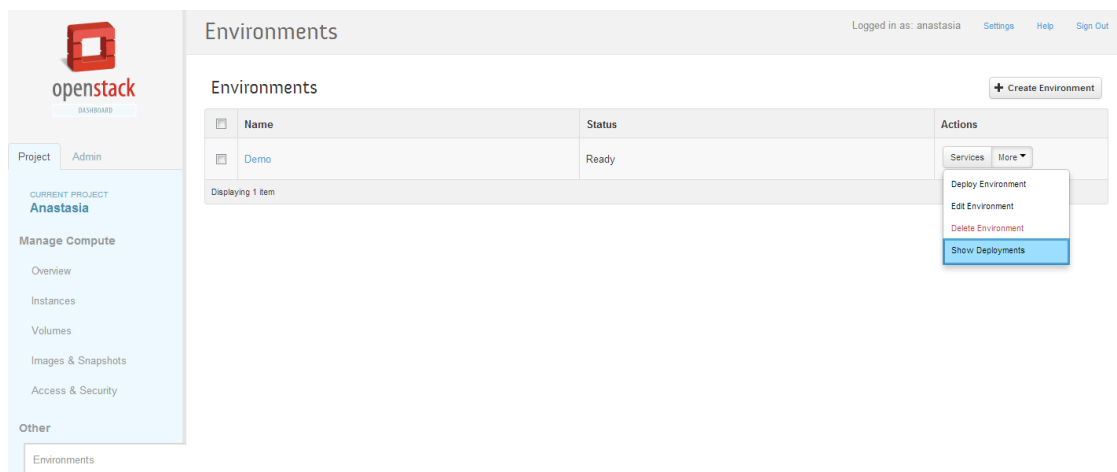 Environments
Logged in as: anastasia Settings Help Sign Out
openstack
DASHBOARD
Project Admin
CURRENT PROJECT
Anastasia
Manage Compute
Overview
Instances
Volumes
Images & Snapshots
Access & Security
Other
Environments
Environments
+ Create Environment
Name Status Actions
Demo Ready Services More
Displaying 1 item
Deploy Environment
Edit Environment
Delete Environment
Show Deployments